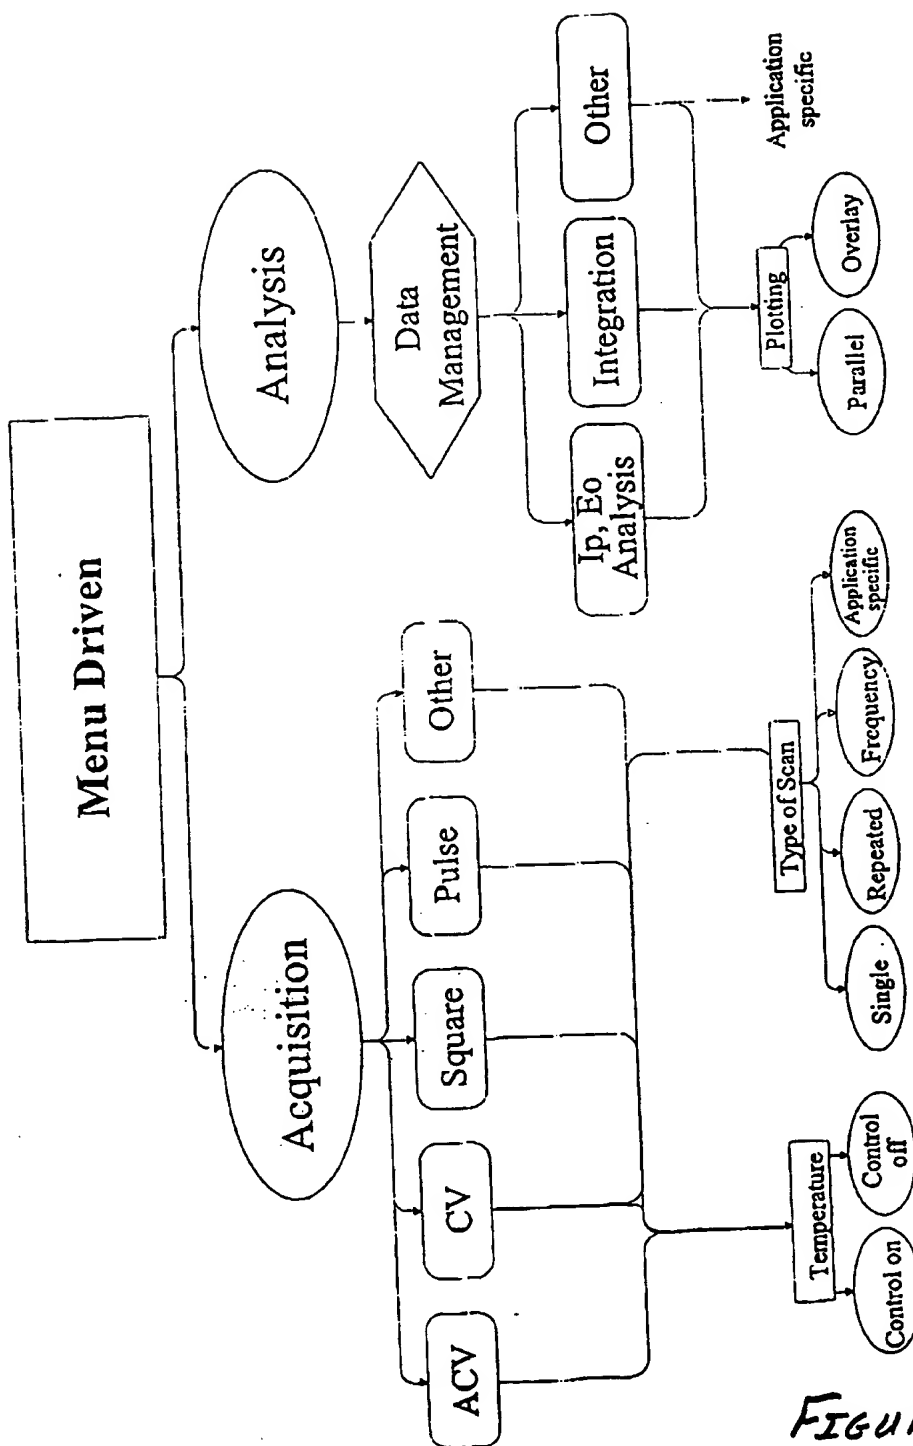 Menu Driven
Acquisition
Analysis
ACV
CV
Square
Pulse
Other
Data
Management
Ip, Eo
Analysis
Integration
Other
Temperature
Control on
Control
off
Type of Scan
Single
Repeated
Frequency
Application
specific
Plotting
Parallel
Overlay
Application
specific